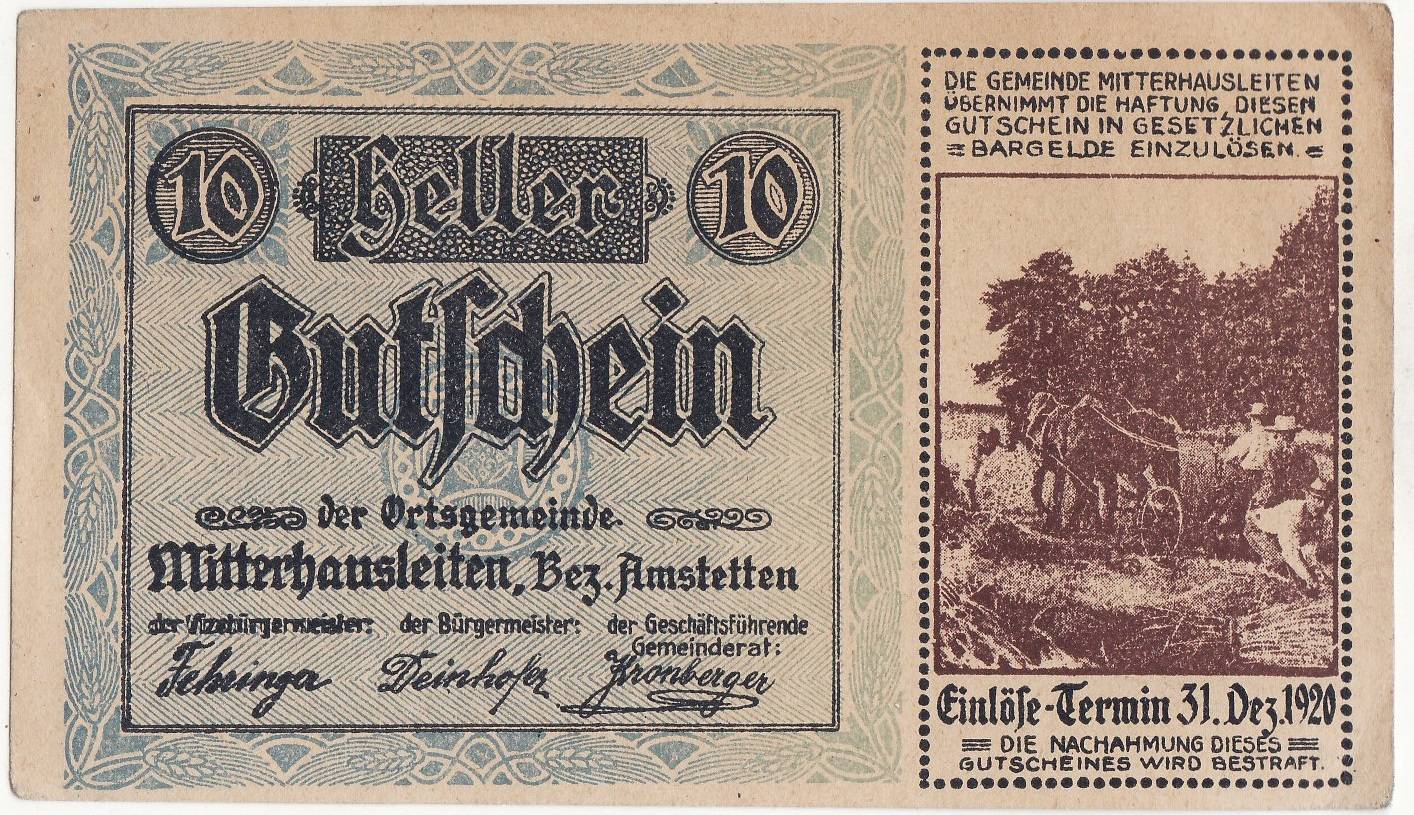 10 Heller 10
Gutschein
der Ortsgemeinde
Mitterhausleiten, Bez. Amstetten
der Vizebürgermeister: der Bürgermeister: der Geschäftsführende
Gemeinderat:
Fehringa Deinhofer Kronberger
DIE GEMEINDE MITTERHAUSLEITEN
ÜBERNIMMT DIE HAFTUNG, DIESEN
GUTSCHEIN IN GESETZLICHEN
BARGELDE EINZULÖSEN.
Einlöse-Termin 31. Dez. 1920
DIE NACHAHMUNG DIESES
GUTSCHEINES WIRD BESTRAFT.